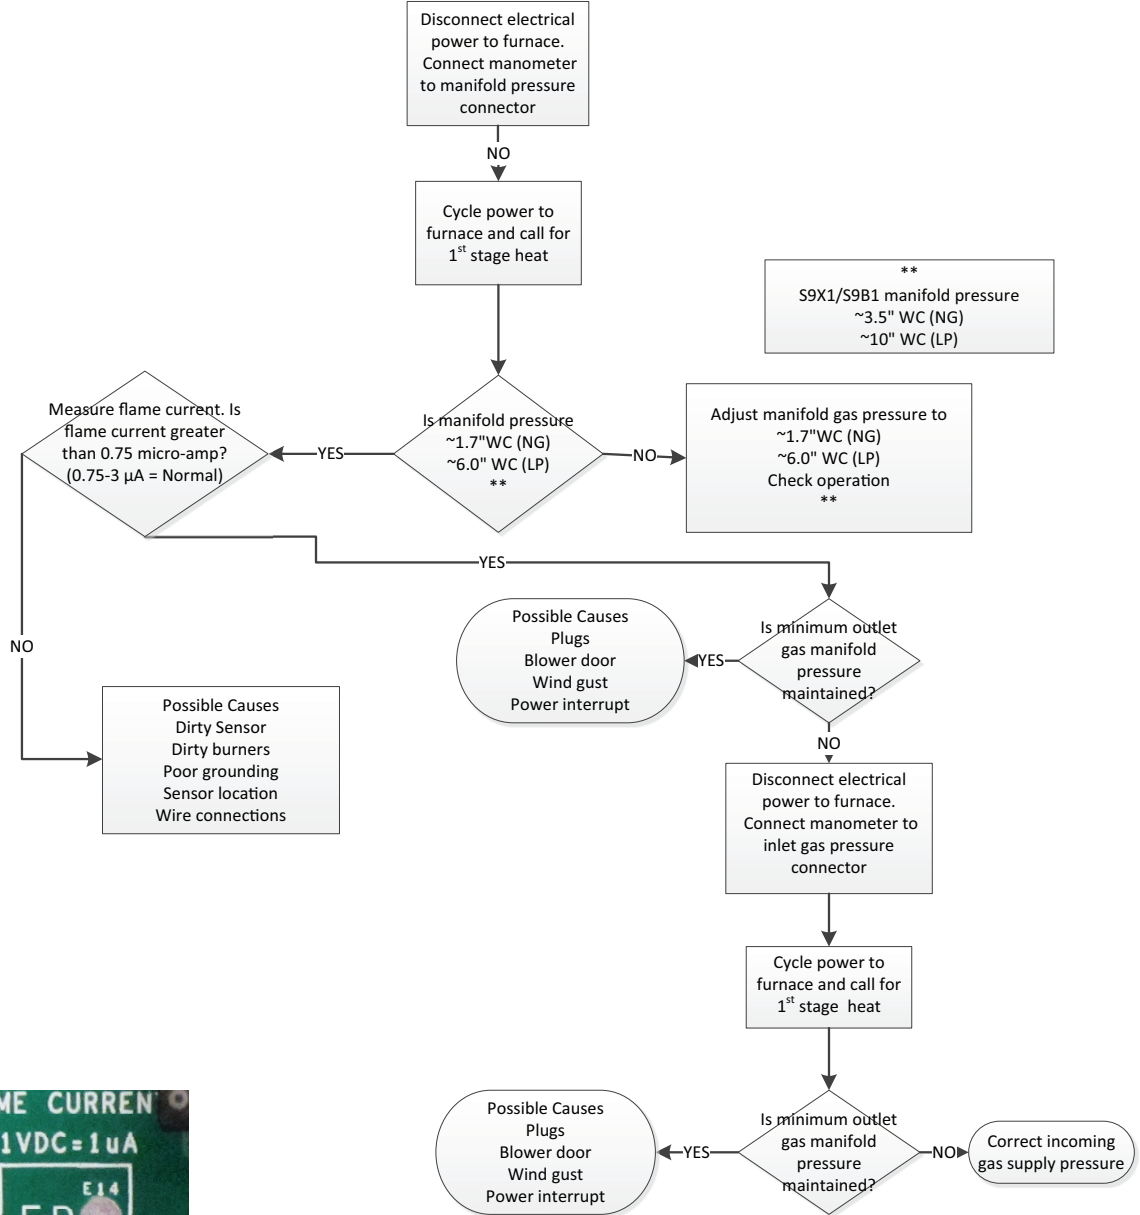 Disconnect electrical
power to furnace.
Connect manometer
to manifold pressure
connector
NO
Cycle power to
furnace and call for
1st stage heat
**
S9X1/S9B1 manifold pressure
~3.5" WC (NG)
~10" WC (LP)
Measure flame current. Is
flame current greater
than 0.75 micro-amp?
(0.75-3 µA = Normal)
YES
Is manifold pressure
~1.7"WC (NG)
~6.0" WC (LP)
**
NO
Adjust manifold gas pressure to
~1.7"WC (NG)
~6.0" WC (LP)
Check operation
**
YES
NO
Possible Causes
Plugs
Blower door
Wind gust
Power interrupt
YES
Is minimum outlet
gas manifold
pressure
maintained?
Possible Causes
Dirty Sensor
Dirty burners
Poor grounding
Sensor location
Wire connections
NO
Disconnect electrical
power to furnace.
Connect manometer to
inlet gas pressure
connector
Cycle power to
furnace and call for
1st stage heat
Possible Causes
Plugs
Blower door
Wind gust
Power interrupt
YES
Is minimum outlet
gas manifold
pressure
maintained?
NO
Correct incoming
gas supply pressure
ME CURREN
1VDC=1uA
E14